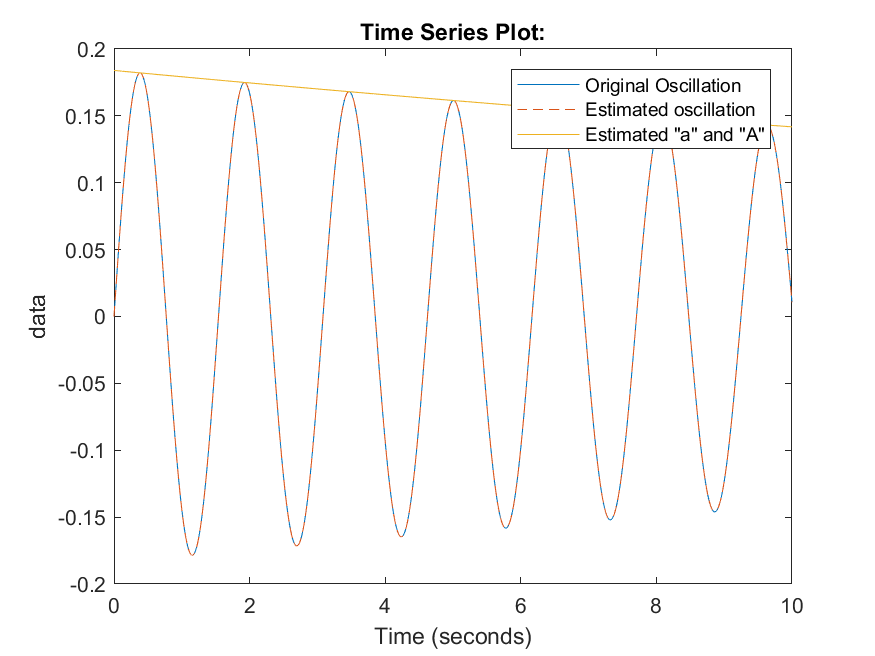 Time Series Plot:
0.2
0.15
0.1
0.05
0
-0.05
-0.1
-0.15
-0.2
data
Original Oscillation
Estimated oscillation
Estimated "a" and "A"
0 2 4 6 8 10
Time (seconds)